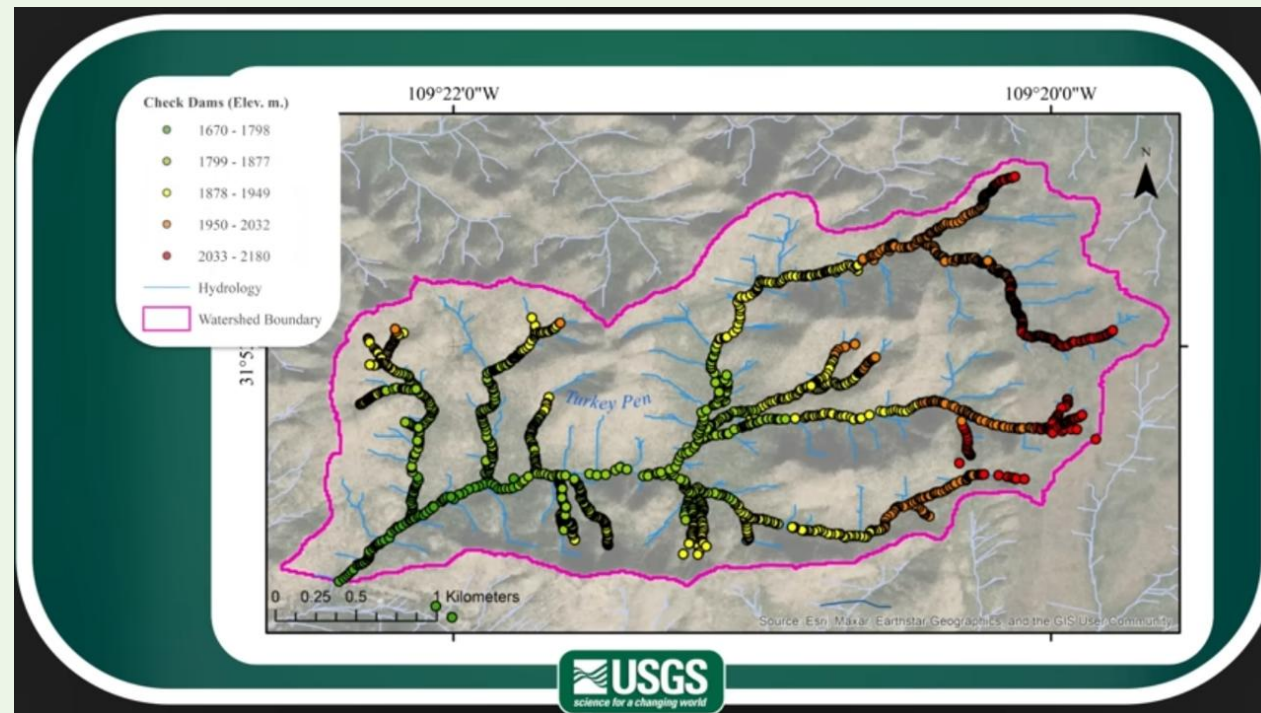 109°22'0"W
109°20'0"W
Check Dams (Elev. m.)
1670 - 1798
1799 - 1877
1878 - 1949
1950 - 2032
2033 - 2180
Hydrology
Watershed Boundary
N
Turkey Pen
0 0.25 0.5 1 Kilometers
Source: Esri, Maxar, Earthstar Geographics, and the GIS User Community
USGS
science for a changing world